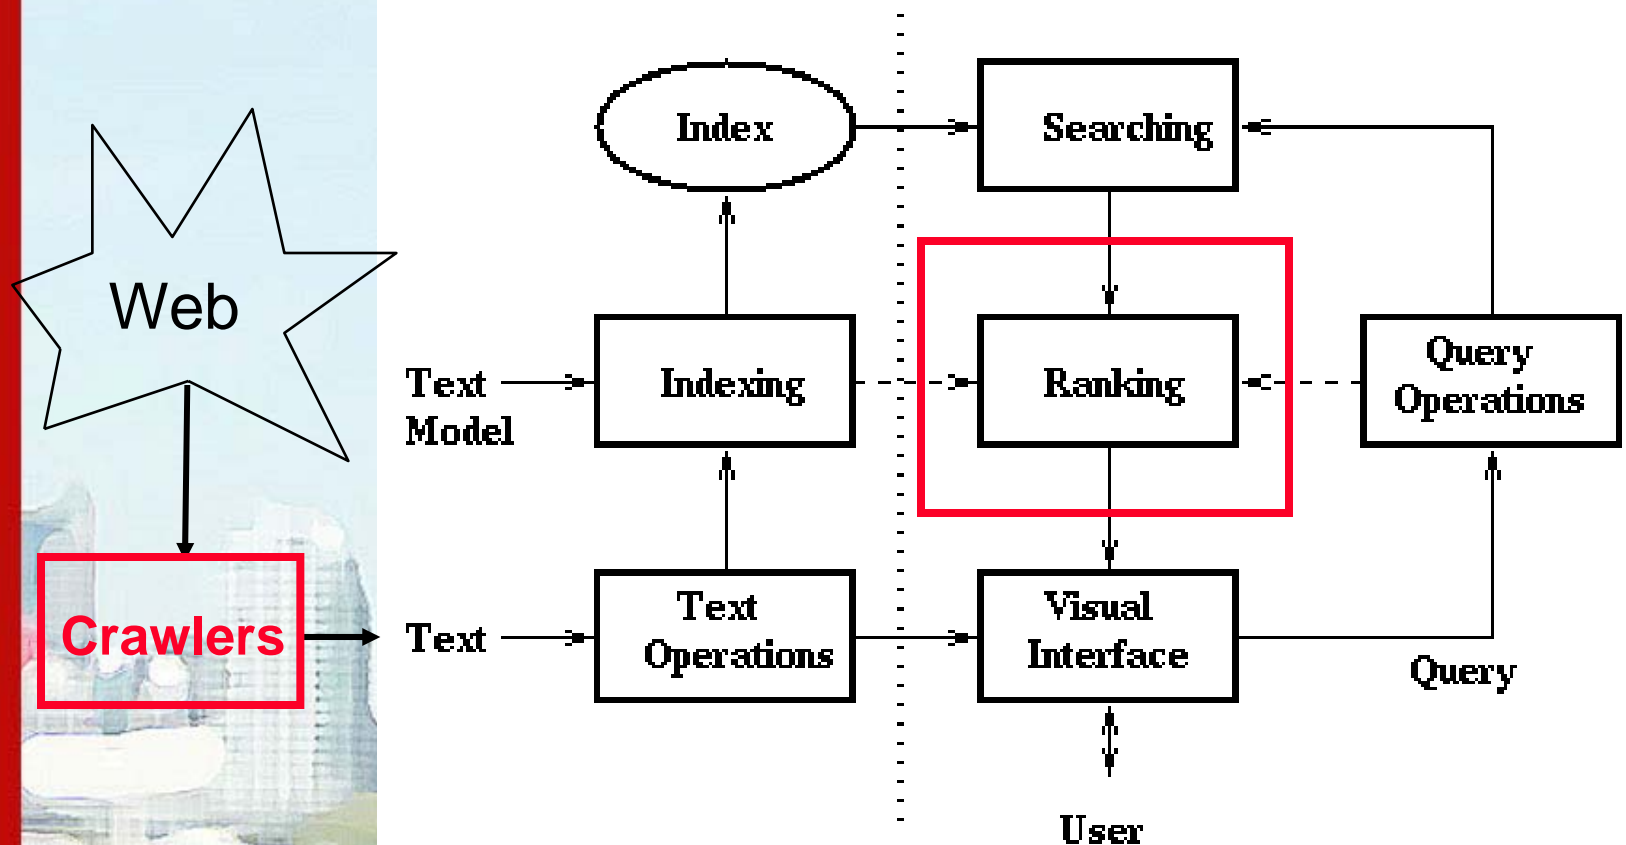 Index
Searching
Web
Text
Model
Indexing
Ranking
Query
Operations
Crawlers
Text
Text
Operations
Visual
Interface
Query
User